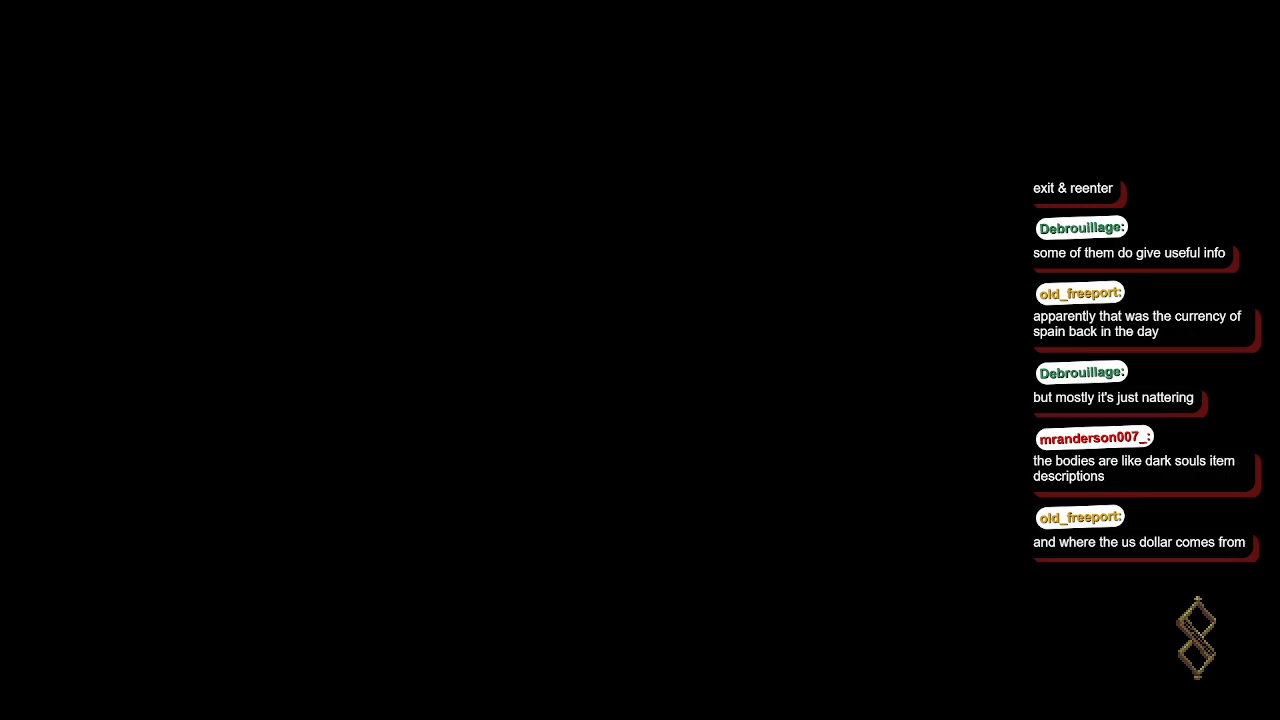 exit & reenter
Debrouillage:
some of them do give useful info
old_freeport:
apparently that was the currency of
spain back in the day
Debrouillage:
but mostly it's just nattering
mranderson007_:
the bodies are like dark souls item
descriptions
old_freeport:
and where the us dollar comes from